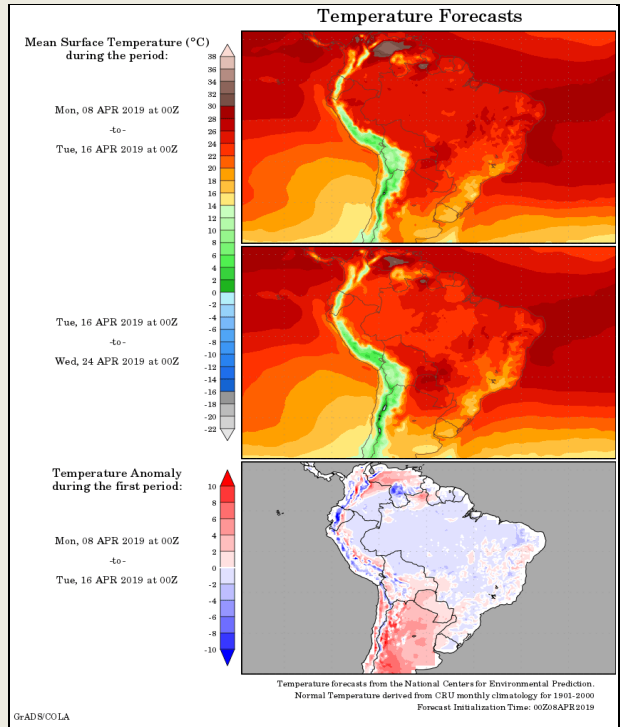 Temperature Forecasts
Mean Surface Temperature (°C)
during the period:
Mon, 08 APR 2019 at 00Z
-to-
Tue, 16 APR 2019 at 00Z
38
36
34
32
30
28
26
24
22
20
18
16
14
12
10
8
6
4
2
0
-2
-4
-6
-8
-10
-12
-14
-16
-18
-20
-22
Tue, 16 APR 2019 at 00Z
-to-
Wed, 24 APR 2019 at 00Z
Temperature Anomaly
during the first period:
Mon, 08 APR 2019 at 00Z
-to-
Tue, 16 APR 2019 at 00Z
10
8
6
4
2
0
-2
-4
-6
-8
-10
Temperature forecasts from the National Centers for Environmental Prediction.
Normal Temperature derived from CRU monthly climatology for 1901-2000
Forecast Initialization Time: 00Z08APR2019
GrADS/COLA